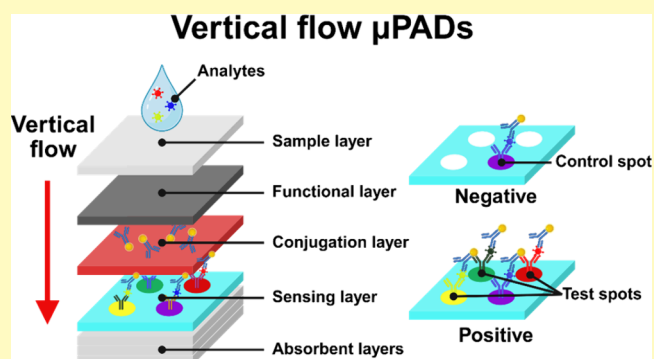 Vertical flow µPADs
Analytes
Vertical
flow
Sample layer
Functional layer
Conjugation layer
Sensing layer
Absorbent layers
Control spot
Negative
Test spots
Positive